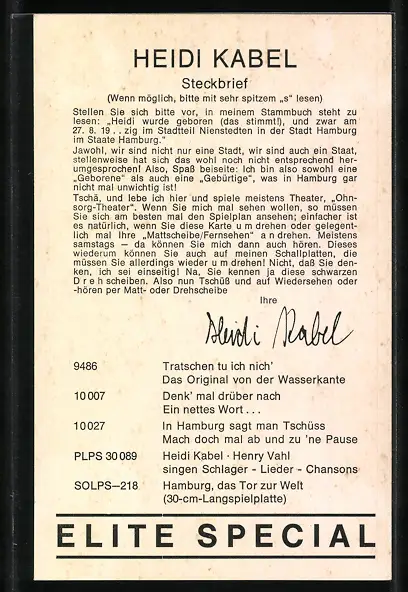 HEIDI KABEL
Steckbrief
(Wenn möglich, bitte mit sehr spitzem „s“ lesen)
Stellen Sie sich bitte vor, in meinem Stammbuch steht zu
lesen: „Heidi wurde geboren (das stimmt!), und zwar am
27. 8. 19 . . zig im Stadtteil Nienstedten in der Stadt Hamburg
im Staate Hamburg.“
Jawohl, wir sind nicht nur eine Stadt, wir sind auch ein Staat,
stellenweise hat sich das wohl noch nicht entsprechend her-
umgesprochen! Also, Spaß beiseite: Ich bin also sowohl eine
„Geborene“ als auch eine „Gebürtige“, was in Hamburg gar
nicht mal unwichtig ist!
Tschä, und lebe ich hier und spiele meistens Theater, „Ohn-
sorg-Theater“. Wenn Sie mich mal sehen wollen, so müssen
Sie sich am besten mal den Spielplan ansehen; einfacher ist
es natürlich, wenn Sie diese Karte u m drehen oder gelegent-
lich mal Ihre „Mattscheibe/Fernsehen“ a n drehen. Meistens
samstags — da können Sie mich dann auch hören. Dieses
wiederum können Sie auch auf meinen Schallplatten, die
müssen Sie allerdings wieder u m drehen! Nicht, daß Sie den-
ken, ich sei einseitig! Na, Sie kennen ja diese schwarzen
D r e h scheiben. Also nun Tschüß und auf Wiedersehen oder
-hören per Matt- oder Drehscheibe
Ihre
Heidi Kabel
9486 Tratschen tu ich nich’
Das Original von der Wasserkante
10 007 Denk’ mal drüber nach
Ein nettes Wort . . .
10 027 In Hamburg sagt man Tschüss
Mach doch mal ab und zu ’ne Pause
PLPS 30 089 Heidi Kabel · Henry Vahl
singen Schlager - Lieder - Chansons
SOLPS—218 Hamburg, das Tor zur Welt
(30-cm-Langspielplatte)
ELITE SPECIAL